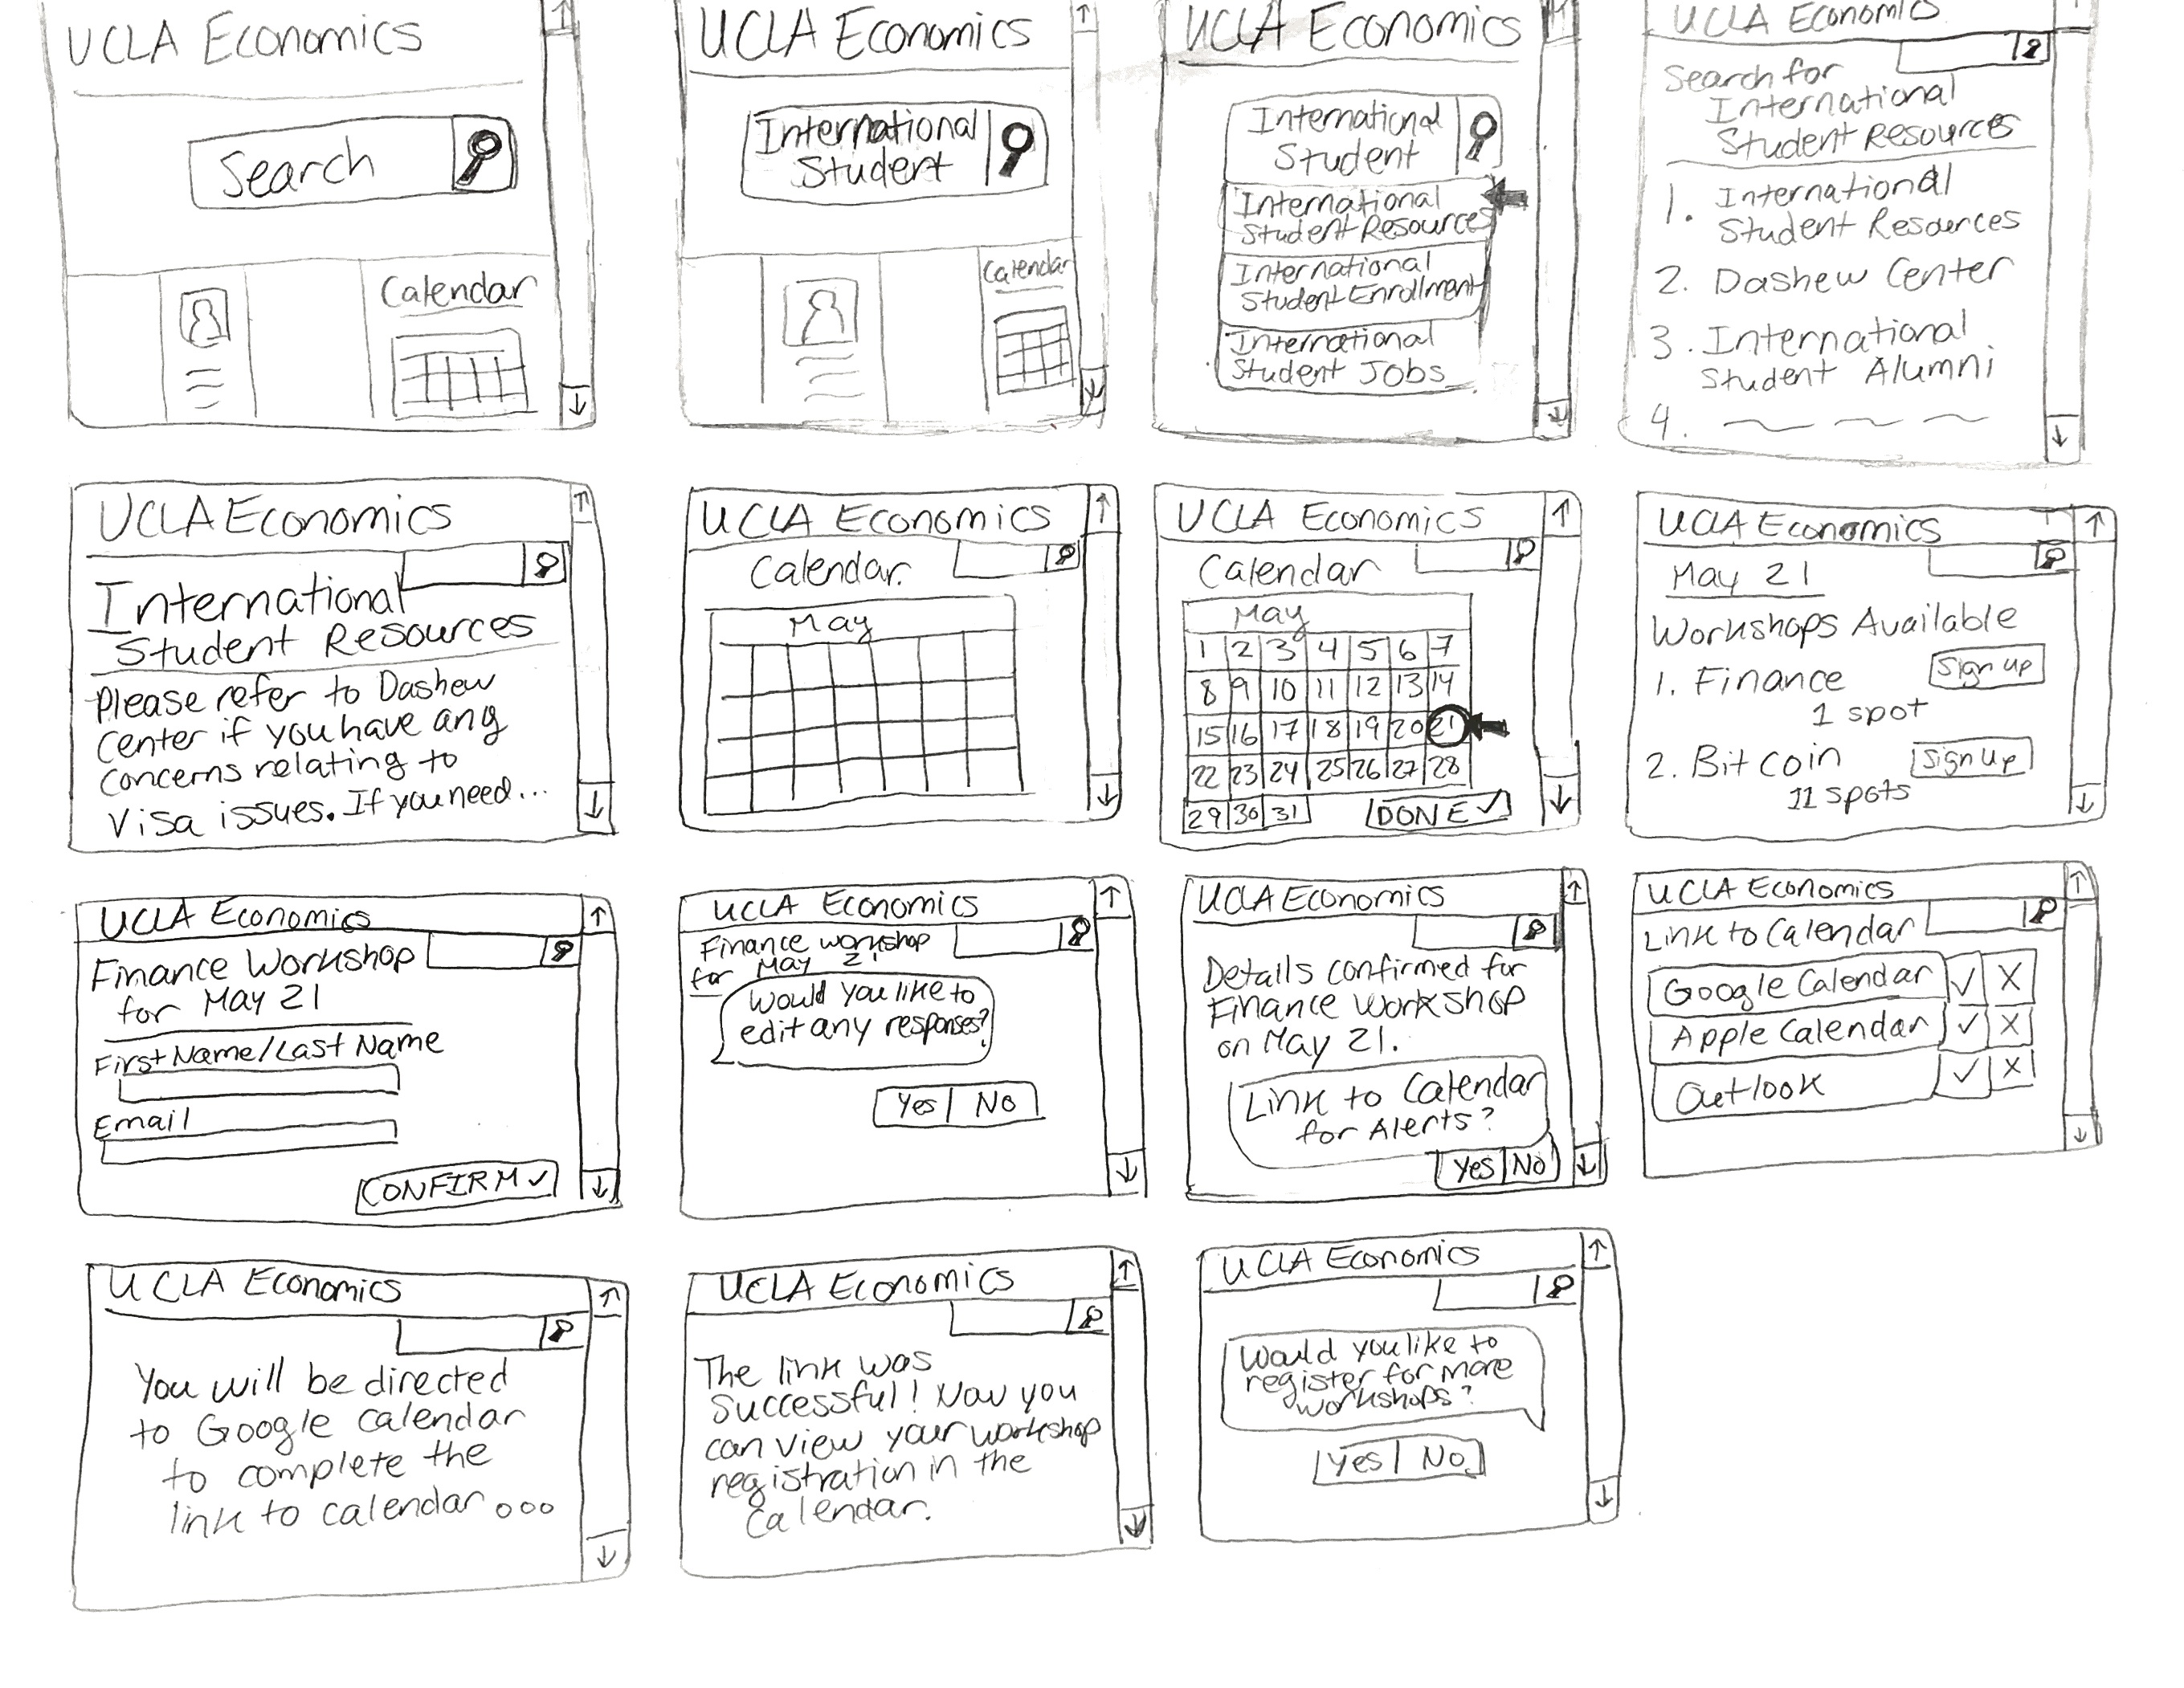 UCLA Economics
Search
Calendar
UCLA Economics
International
Student
Calendar
UCLA Economics
International
Student
International
Student Resources
International
Student Enrollment
International
Student Jobs
UCLA Economics
Search for
International
Student Resources
1. International
Student Resources
2. Dashew Center
3. International
Student Alumni
4.
UCLA Economics
International
Student Resources
Please refer to Dashew
Center if you have any
concerns relating to
Visa issues. If you need...
UCLA Economics
Calendar.
May
UCLA Economics
Calendar
May
1 2 3 4 5 6 7
8 9 10 11 12 13 14
15 16 17 18 19 20 21
22 23 24 25 26 27 28
29 30 31 DONE ✓
UCLA Economics
May 21
Workshops Available
1. Finance Sign up
1 spot
2. Bitcoin Sign Up
11 spots
UCLA Economics
Finance Workshop
for May 21
First Name/Last Name
Email
CONFIRM ✓
UCLA Economics
Finance workshop
for May 21
Would you like to
edit any responses?
Yes No
UCLA Economics
Details confirmed for
Finance Workshop
on May 21.
Link to Calendar
for Alerts?
Yes No
UCLA Economics
Link to Calendar
Google Calendar ✓ X
Apple Calendar ✓ X
Outlook ✓ X
UCLA Economics
You will be directed
to Google calendar
to complete the
link to calendar...
UCLA Economics
The link was
successful! Now you
can view your workshop
registration in the
Calendar.
UCLA Economics
Would you like to
register for more
workshops?
Yes No